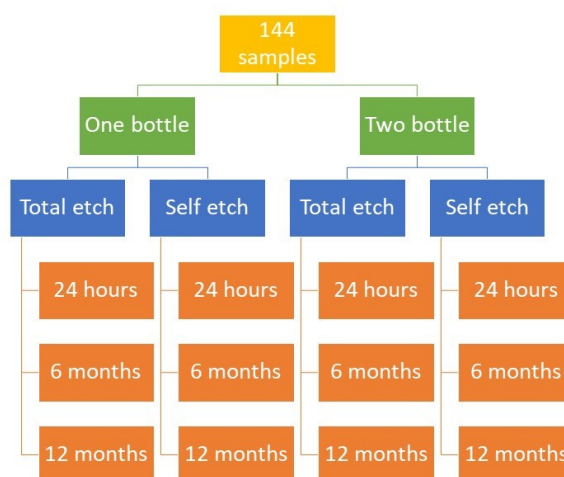 144
samples
One bottle
Two bottle
Total etch
Self etch
Total etch
Self etch
24 hours
24 hours
24 hours
24 hours
6 months
6 months
6 months
6 months
12 months
12 months
12 months
12 months